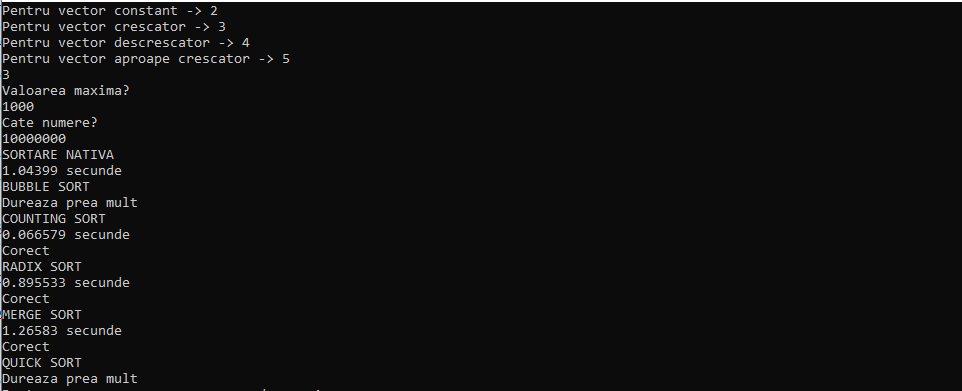 Pentru vector constant -> 2
Pentru vector crescator -> 3
Pentru vector descrescator -> 4
Pentru vector aproape crescator -> 5
3
Valoarea maxima?
1000
Cate numere?
10000000
SORTARE NATIVA
1.04399 secunde
BUBBLE SORT
Dureaza prea mult
COUNTING SORT
0.066579 secunde
Corect
RADIX SORT
0.895533 secunde
Corect
MERGE SORT
1.26583 secunde
Corect
QUICK SORT
Dureaza prea mult